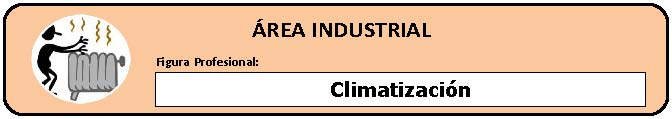 ÁREA INDUSTRIAL
Figura Profesional:
Climatización